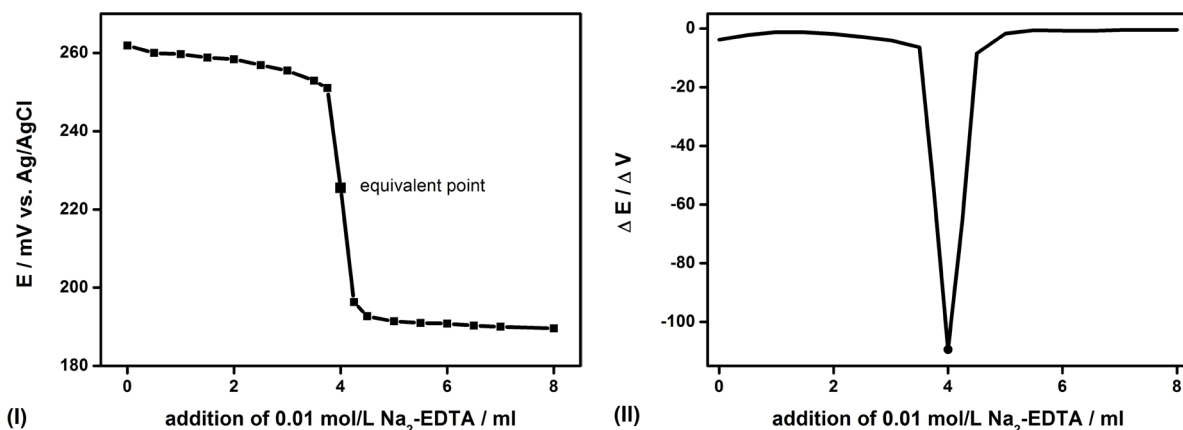 260
240
220
200
180
E / mV vs. Ag/AgCl
equivalent point
0 2 4 6 8
addition of 0.01 mol/L Na₂-EDTA / ml
(I)
0
-20
-40
-60
-80
-100
Δ E / Δ V
0 2 4 6 8
addition of 0.01 mol/L Na₂-EDTA / ml
(II)